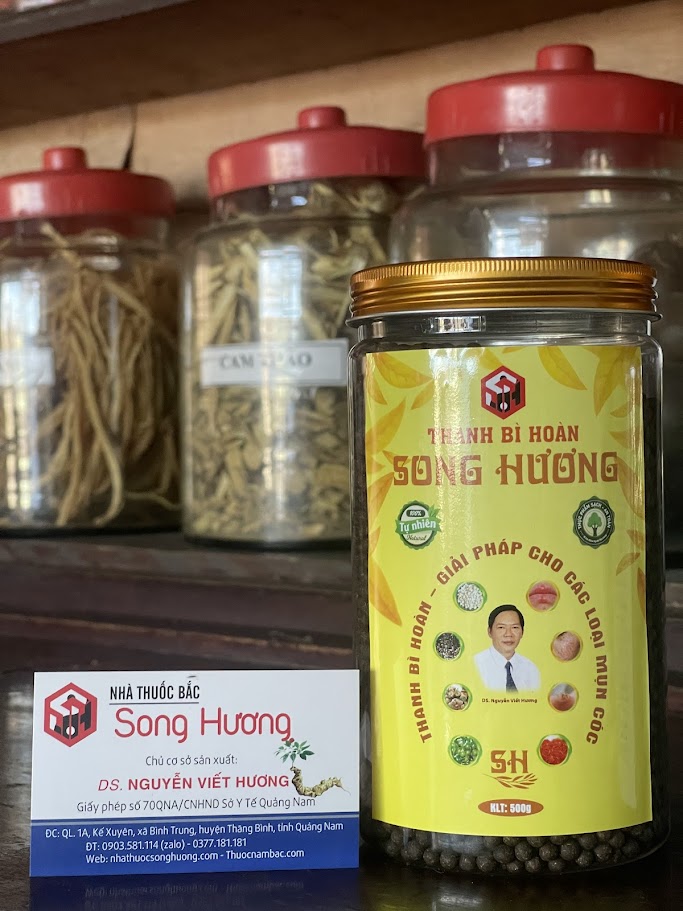 CAM THẢO
THANH BÌ HOÀN
SONG HƯƠNG
100%
Tự nhiên
Natural
THANH BÌ HOÀN - GIẢI PHÁP CHO CÁC LOẠI MỤN CÓC
DS. Nguyễn Viết Hương
SH
KLT: 500g
NHÀ THUỐC BẮC
Song Hương
Chủ cơ sở sản xuất:
DS. NGUYỄN VIẾT HƯƠNG
Giấy phép số 70QNA/CNHND Sở Y Tế Quảng Nam
ĐC: QL. 1A, Kế Xuyên, xã Bình Trung, huyện Thăng Bình, tỉnh Quảng Nam
ĐT: 0903.581.114 (zalo) - 0377.181.181
Web: nhathuocsonghuong.com - Thuocnambac.com